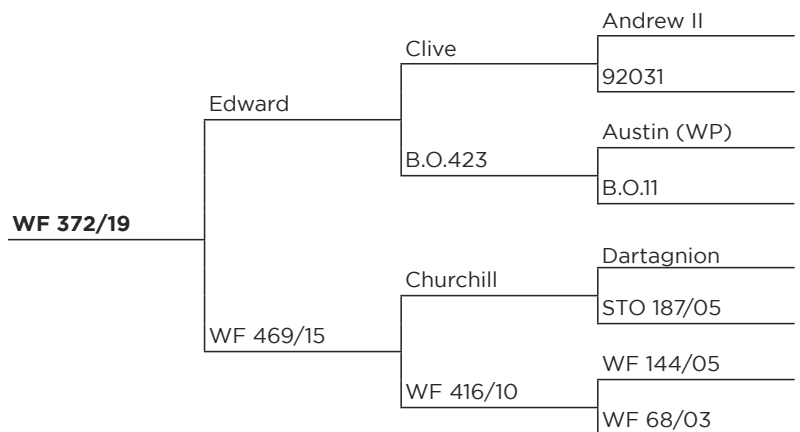 Andrew II
Clive
92031
Edward
Austin (WP)
B.O.423
B.O.11
WF 372/19
Dartagnion
Churchill
STO 187/05
WF 469/15
WF 144/05
WF 416/10
WF 68/03